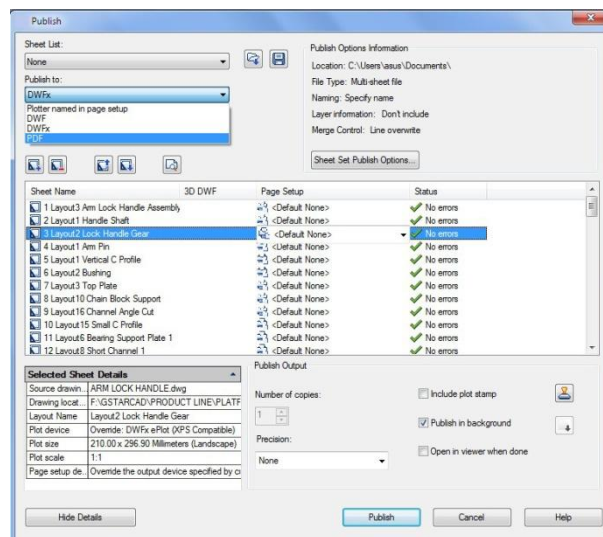 Publish
Sheet List:
None
Publish to:
DWFx
Plotter named in page setup
DWF
DWFx
PDF
Publish Options Information
Location: C:\Users\asus\Documents\
File Type: Multi-sheet file
Naming: Specify name
Layer information: Don't include
Merge Control: Line overwrite
Sheet Set Publish Options...
Sheet Name 3D DWF Page Setup Status
1 Layout3 Arm Lock Handle Assembly <Default None> No errors
2 Layout1 Handle Shaft <Default None> No errors
3 Layout2 Lock Handle Gear <Default None> No errors
4 Layout1 Arm Pin <Default None> No errors
5 Layout1 Vertical C Profile <Default None> No errors
6 Layout2 Bushing <Default None> No errors
7 Layout3 Top Plate <Default None> No errors
8 Layout10 Chain Block Support <Default None> No errors
9 Layout16 Channel Angle Cut <Default None> No errors
10 Layout15 Small C Profile <Default None> No errors
11 Layout6 Bearing Support Plate 1 <Default None> No errors
12 Layout8 Short Channel 1 <Default None> No errors
Selected Sheet Details
Source drawin... ARM LOCK HANDLE.dwg
Drawing locat... F:\GSTARCAD\PRODUCT LINE\PLATF
Layout Name Layout2 Lock Handle Gear
Plot device Override: DWFx ePlot (XPS Compatible)
Plot size 210.00 x 296.90 Millimeters (Landscape)
Plot scale 1:1
Page setup de... Override the output device specified by c
Publish Output
Number of copies:
1
Precision:
None
Include plot stamp
Publish in background
Open in viewer when done
Hide Details
Publish
Cancel
Help